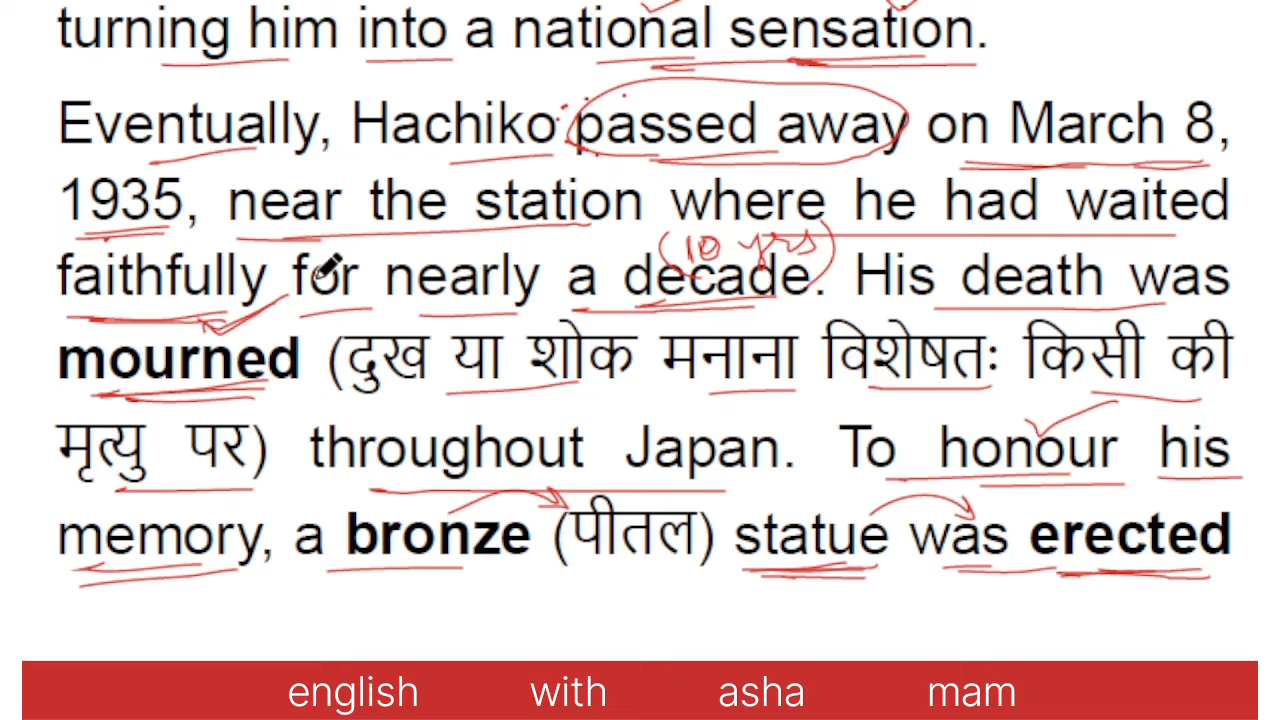 turning him into a national sensation.
Eventually, Hachiko passed away on March 8,
1935, near the station where he had waited
(10 yrs)
faithfully for nearly a decade. His death was
mourned (दुख या शोक मनाना विशेषतः किसी की
मृत्यु पर) throughout Japan. To honour his
memory, a bronze (पीतल) statue was erected
english with asha mam